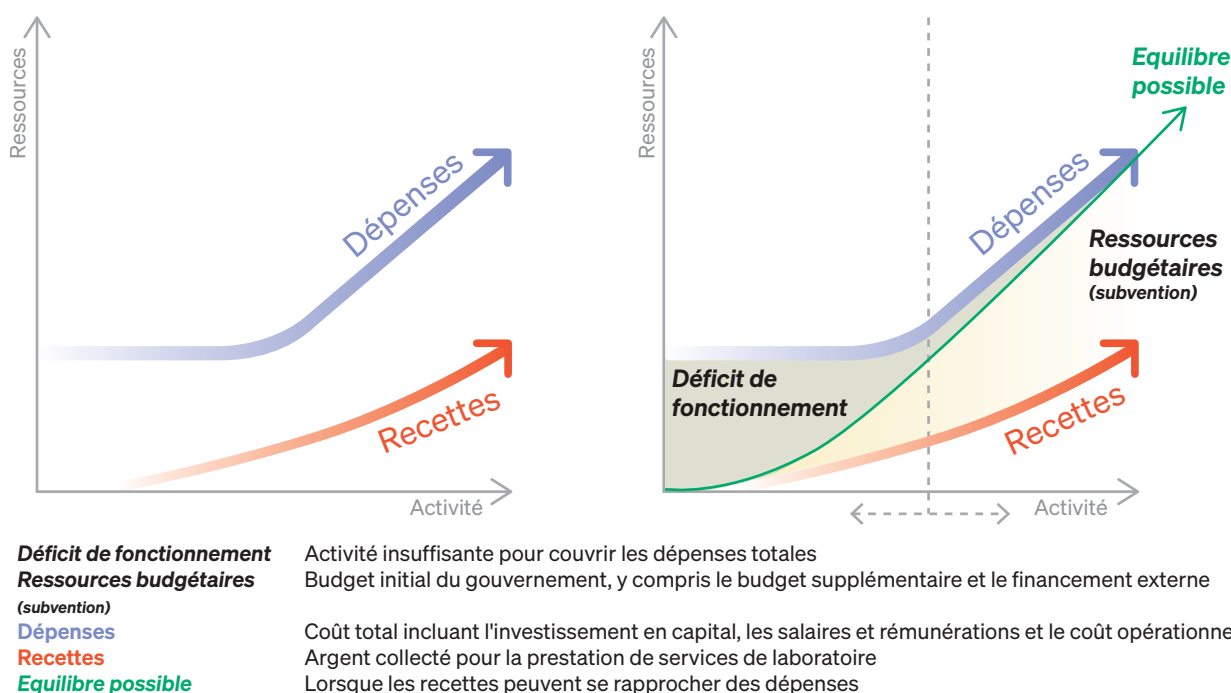 Ressources
Dépenses
Recettes
Activité
Ressources
Equilibre
possible
Dépenses
Ressources
budgétaires
(subvention)
Déficit de
fonctionnement
Recettes
Activité
Déficit de fonctionnement Activité insuffisante pour couvrir les dépenses totales
Ressources budgétaires Budget initial du gouvernement, y compris le budget supplémentaire et le financement externe
(subvention)
Dépenses Coût total incluant l'investissement en capital, les salaires et rémunérations et le coût opérationne
Recettes Argent collecté pour la prestation de services de laboratoire
Equilibre possible Lorsque les recettes peuvent se rapprocher des dépenses